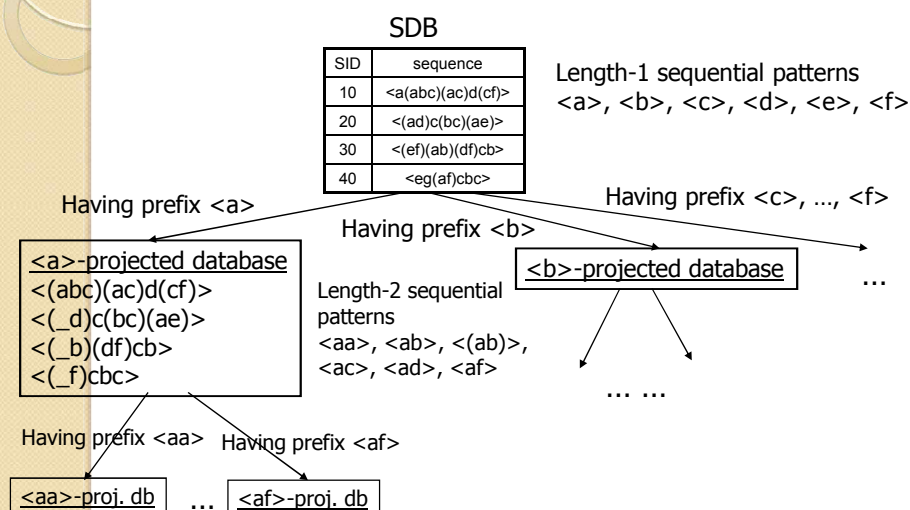 SDB
SID sequence
10 <a(abc)(ac)d(cf)>
20 <(ad)c(bc)(ae)>
30 <(ef)(ab)(df)cb>
40 <eg(af)cbc>
Length-1 sequential patterns
<a>, <b>, <c>, <d>, <e>, <f>
Having prefix <a>
Having prefix <b>
Having prefix <c>, ..., <f>
<a>-projected database
<(abc)(ac)d(cf)>
<(_d)c(bc)(ae)>
<(_b)(df)cb>
<(_f)cbc>
Length-2 sequential
patterns
<aa>, <ab>, <(ab)>,
<ac>, <ad>, <af>
<b>-projected database
...
... ...
Having prefix <aa>
Having prefix <af>
<aa>-proj. db
...
<af>-proj. db